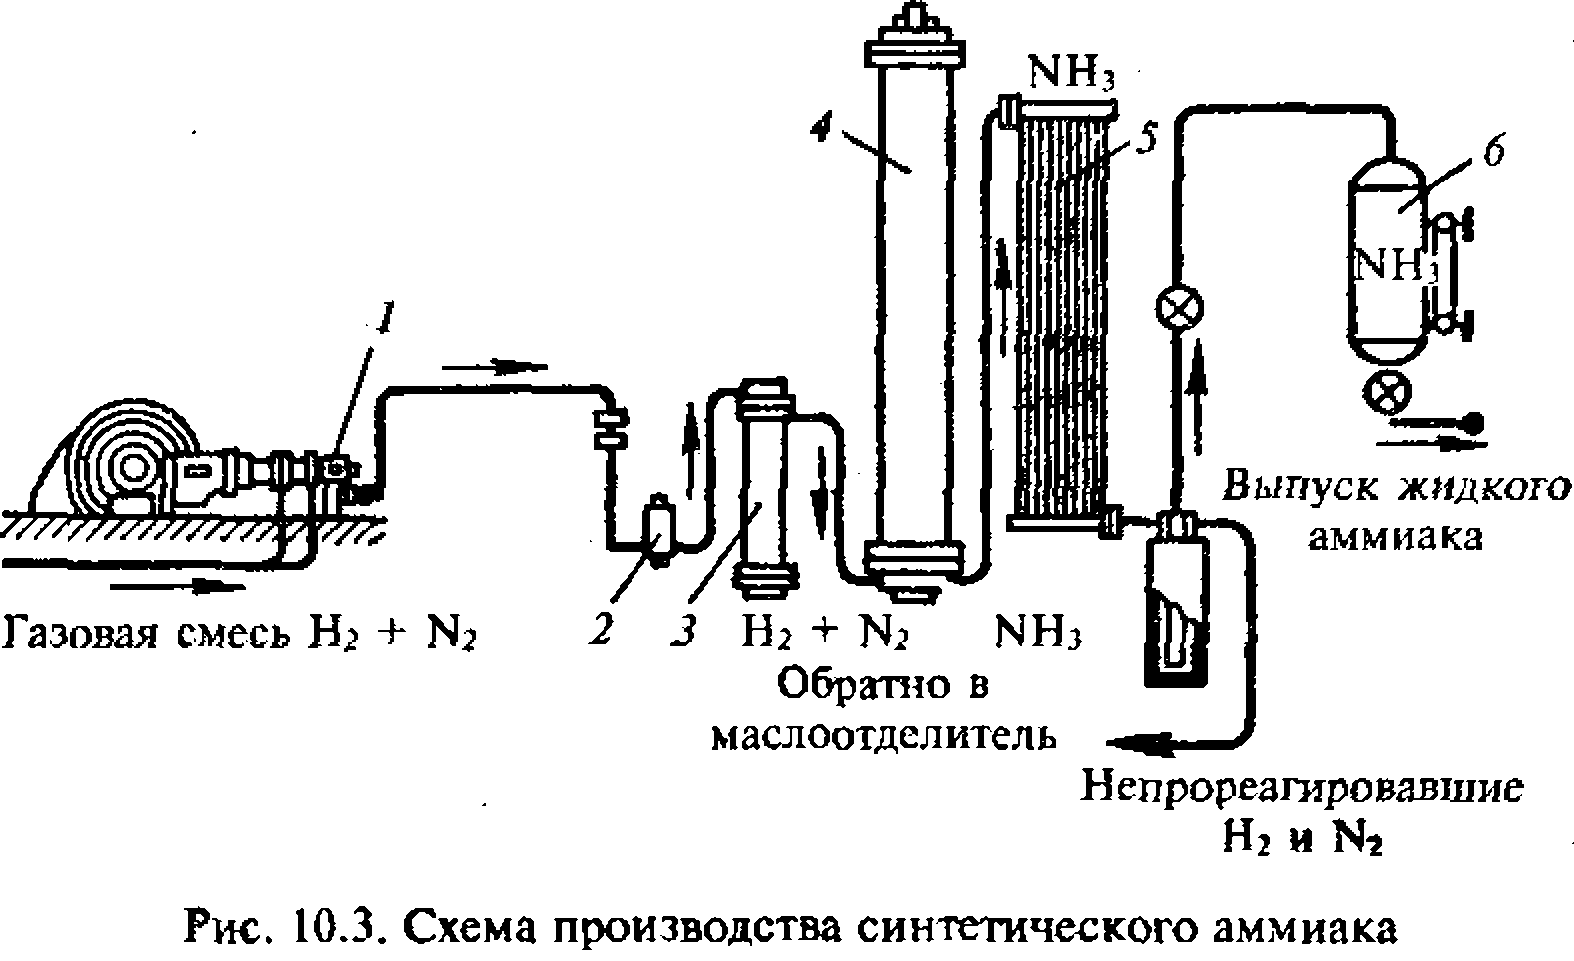 NH₃
4
5
6
NH₃
1
Выпуск жидкого
аммиака
Газовая смесь H₂ + N₂
2
3
H₂ + N₂
NH₃
Обратно в
маслоотделитель
Непрореагировавшие
H₂ и N₂
Рис. 10.3. Схема производства синтетического аммиака